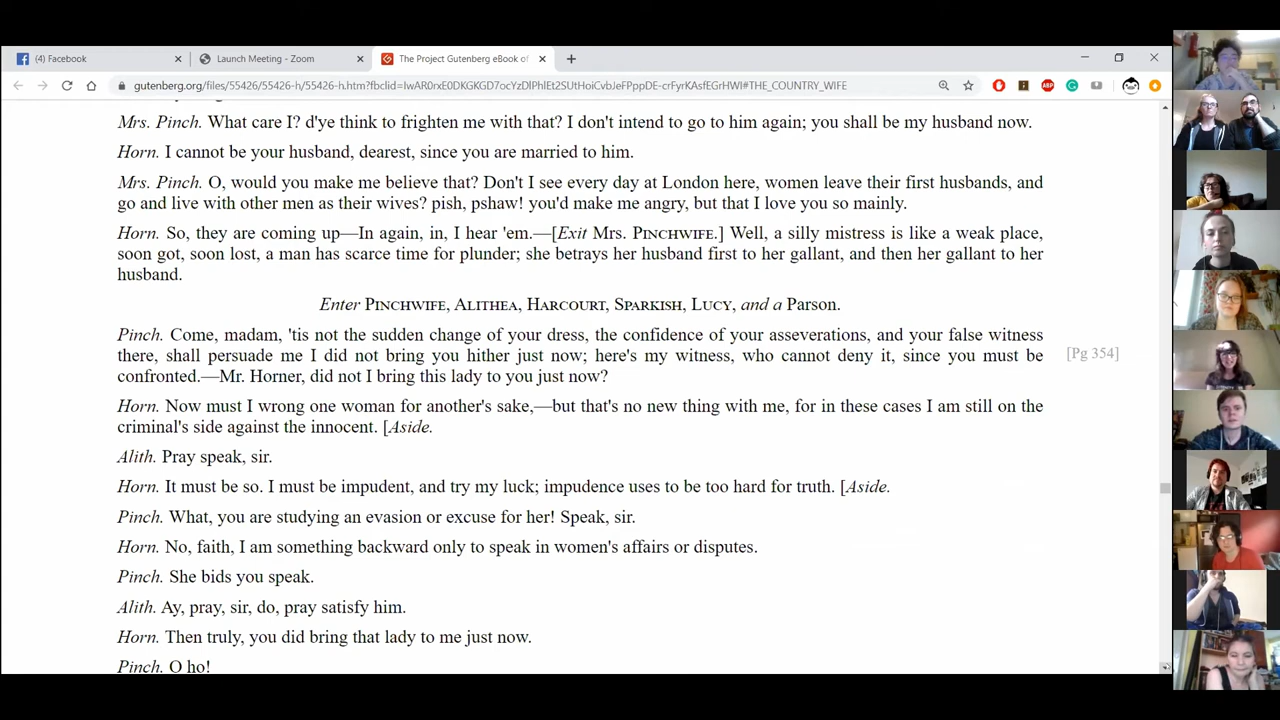 (4) Facebook
Launch Meeting - Zoom
The Project Gutenberg eBook of
gutenberg.org/files/55426/55426-h/55426-h.htm?fbclid=IwAR0rxE0DKGKGD7ocYzDlPhlEt2SUtHoiCvbJeFPppDE-crFyrKAsfEGrHWI#THE_COUNTRY_WIFE
ABP
Mrs. Pinch. What care I? d'ye think to frighten me with that? I don't intend to go to him again; you shall be my husband now.
Horn. I cannot be your husband, dearest, since you are married to him.
Mrs. Pinch. O, would you make me believe that? Don't I see every day at London here, women leave their first husbands, and
go and live with other men as their wives? pish, pshaw! you'd make me angry, but that I love you so mainly.
Horn. So, they are coming up—In again, in, I hear 'em.—[Exit Mrs. PINCHWIFE.] Well, a silly mistress is like a weak place,
soon got, soon lost, a man has scarce time for plunder; she betrays her husband first to her gallant, and then her gallant to her
husband.
Enter PINCHWIFE, ALITHEA, HARCOURT, SPARKISH, LUCY, and a Parson.
Pinch. Come, madam, 'tis not the sudden change of your dress, the confidence of your asseverations, and your false witness
there, shall persuade me I did not bring you hither just now; here's my witness, who cannot deny it, since you must be
[Pg 354]
confronted.—Mr. Horner, did not I bring this lady to you just now?
Horn. Now must I wrong one woman for another's sake,—but that's no new thing with me, for in these cases I am still on the
criminal's side against the innocent. [Aside.
Alith. Pray speak, sir.
Horn. It must be so. I must be impudent, and try my luck; impudence uses to be too hard for truth. [Aside.
Pinch. What, you are studying an evasion or excuse for her! Speak, sir.
Horn. No, faith, I am something backward only to speak in women's affairs or disputes.
Pinch. She bids you speak.
Alith. Ay, pray, sir, do, pray satisfy him.
Horn. Then truly, you did bring that lady to me just now.
Pinch. O ho!